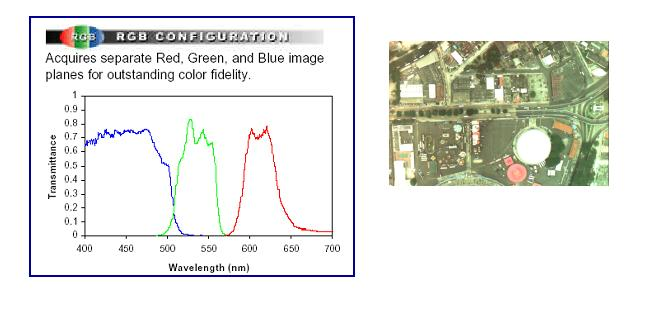 RGB RGB CONFIGURATION
Acquires separate Red, Green, and Blue image
planes for outstanding color fidelity.
1
0.9
0.8
0.7
0.6
0.5
0.4
0.3
0.2
0.1
0
Transmittance
400 450 500 550 600 650 700
Wavelength (nm)